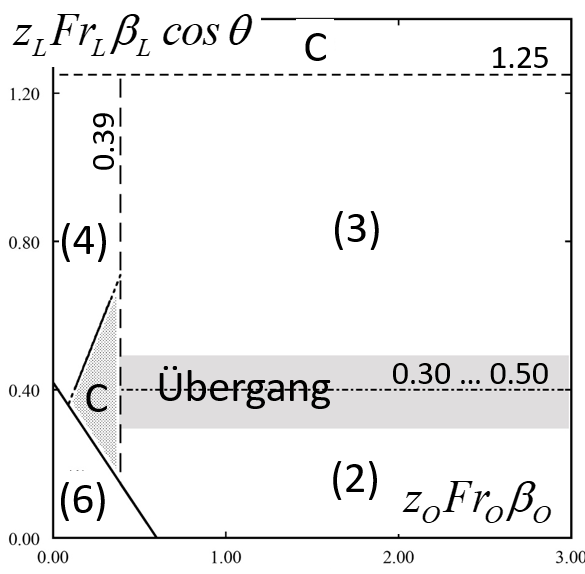 z_L Fr_L β_L cos θ
C
1.25
1.20
0.39
0.80
(4)
(3)
0.40
C
Übergang
0.30 ... 0.50
(6)
(2)
z_O Fr_O β_O
0.00
0.00
1.00
2.00
3.00